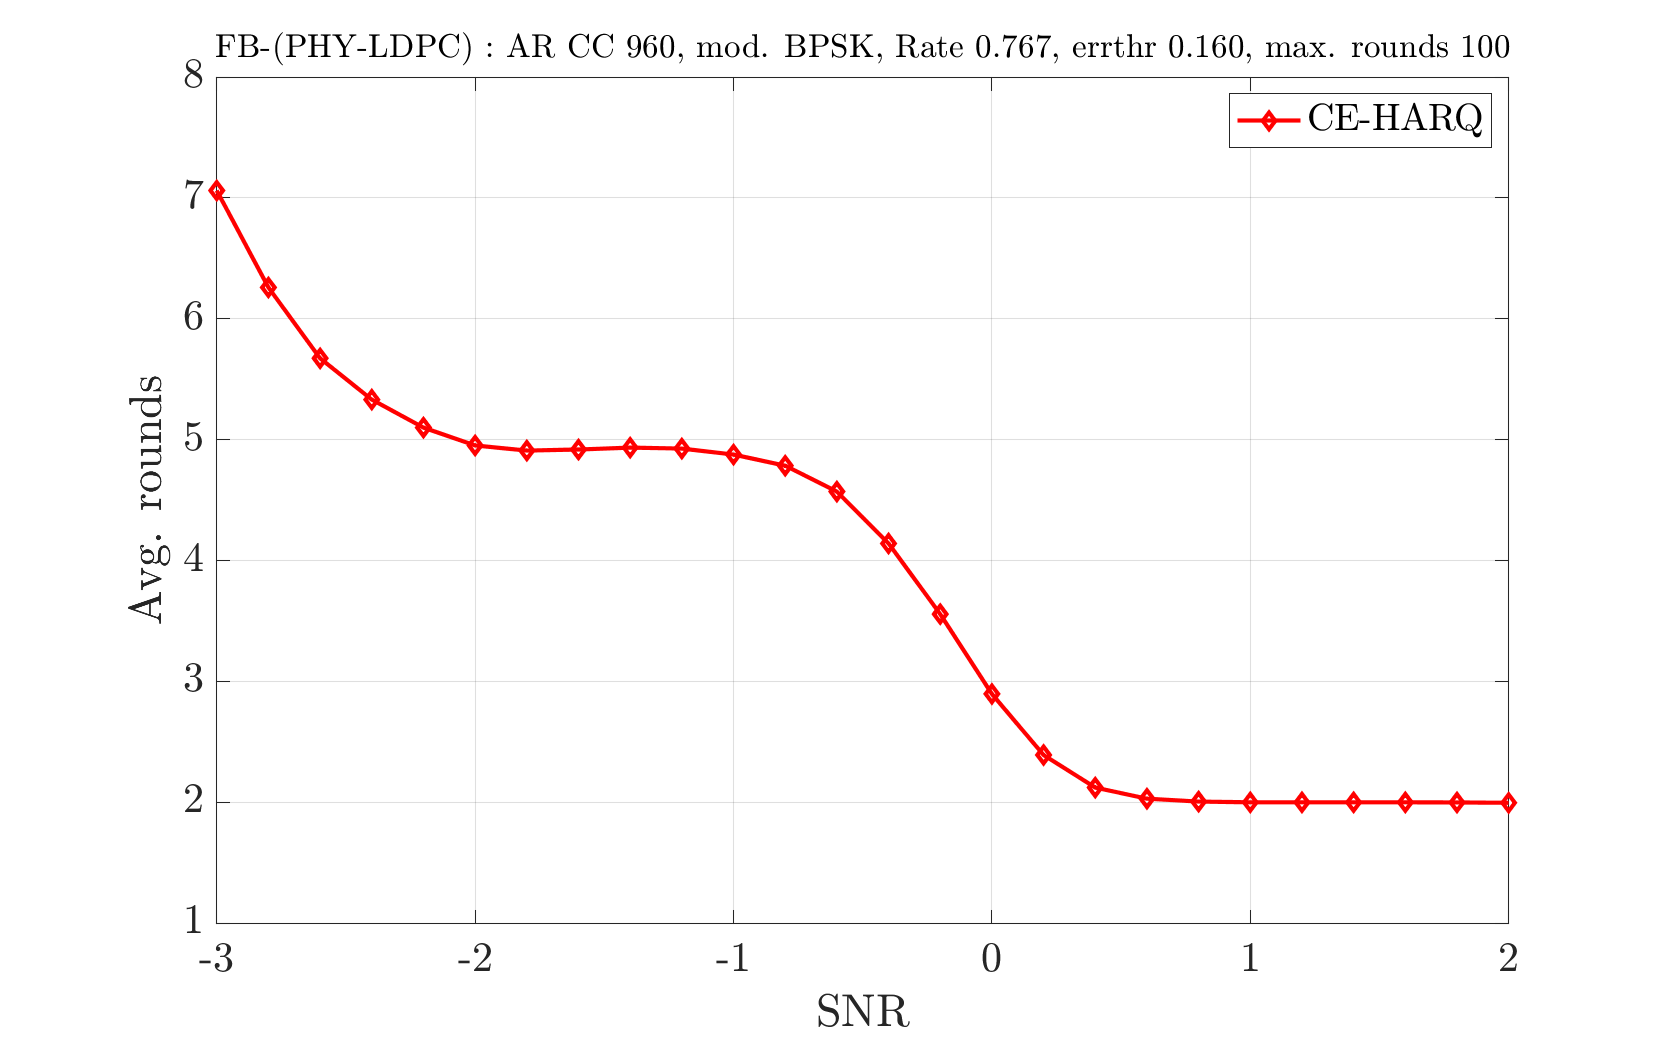 FB-(PHY-LDPC) : AR CC 960, mod. BPSK, Rate 0.767, errthr 0.160, max. rounds 100
CE-HARQ
8
7
6
5
4
3
2
1
Avg. rounds
-3 -2 -1 0 1 2
SNR